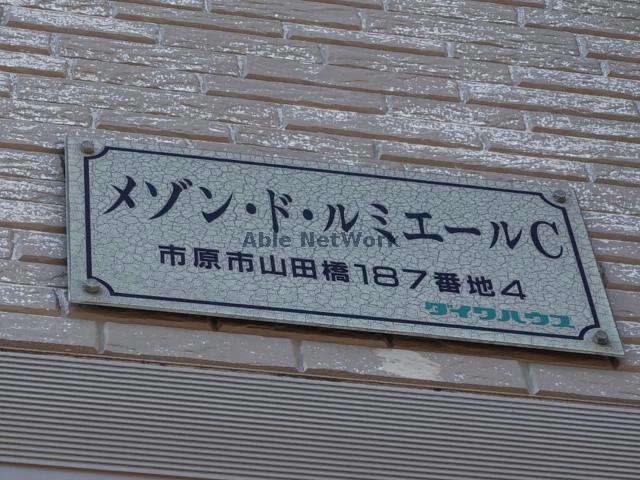 メゾン・ド・ルミエールC
Able NetWork
市原市山田橋187番地4
ダイワハウス